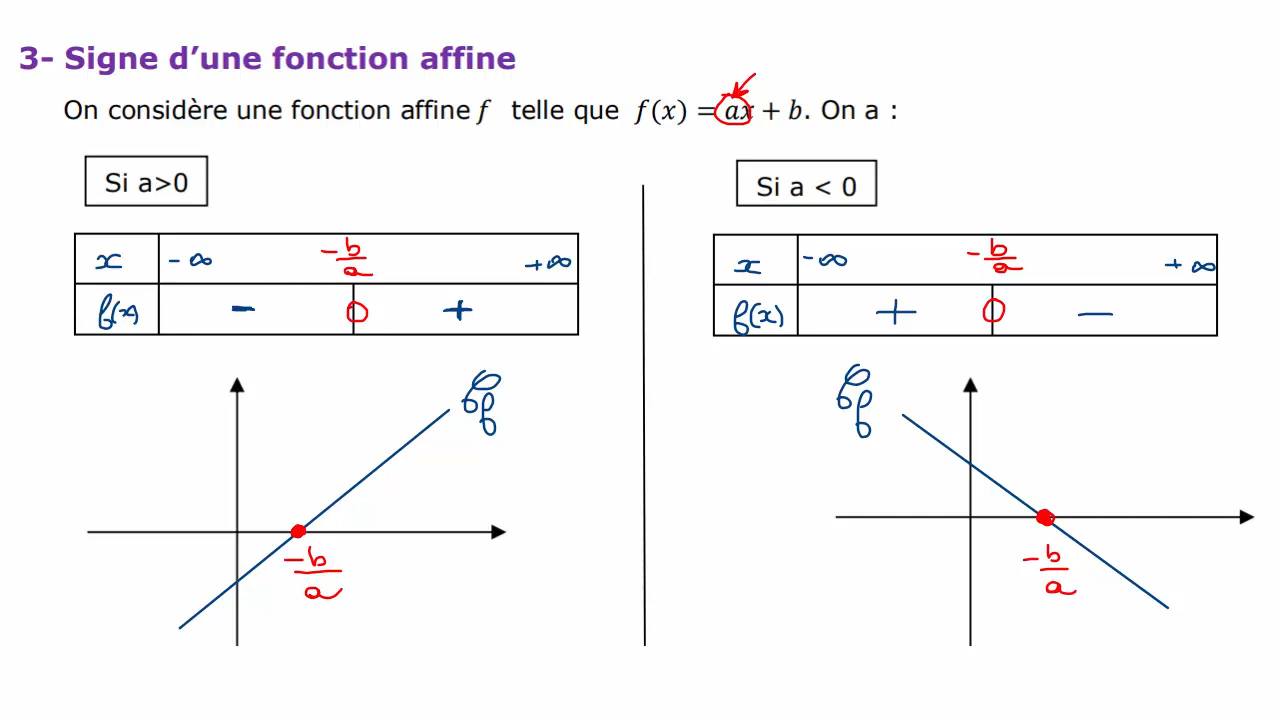 3- Signe d’une fonction affine
On considère une fonction affine f telle que f(x) = ax + b. On a :
Si a>0
x -∞ -b/a +∞
f(x) - 0 +
Cf
-b/a
Si a < 0
x -∞ -b/a +∞
f(x) + 0 -
Cf
-b/a